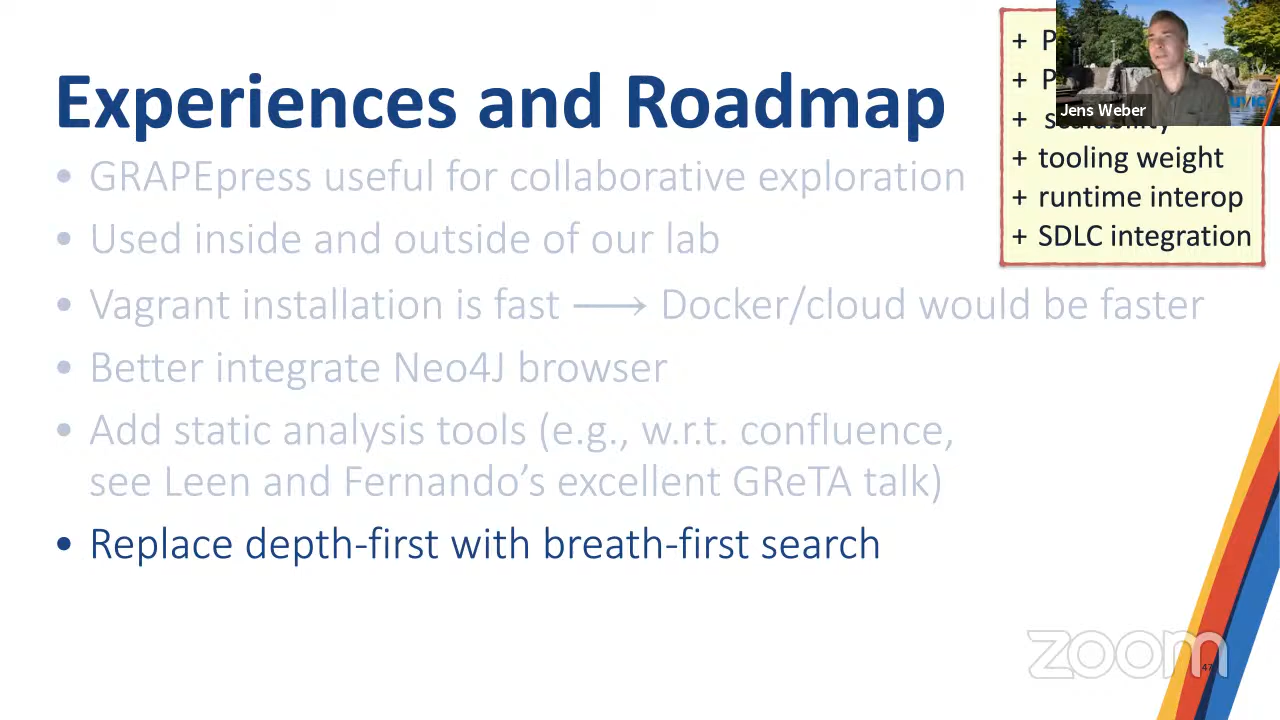 Experiences and Roadmap
• GRAPEpress useful for collaborative exploration
• Used inside and outside of our lab
• Vagrant installation is fast ⟶ Docker/cloud would be faster
• Better integrate Neo4J browser
• Add static analysis tools (e.g., w.r.t. confluence,
see Leen and Fernando’s excellent GReTA talk)
• Replace depth-first with breath-first search
+ P
+ P
+ scalability
+ tooling weight
+ runtime interop
+ SDLC integration
Jens Weber
zoom
47